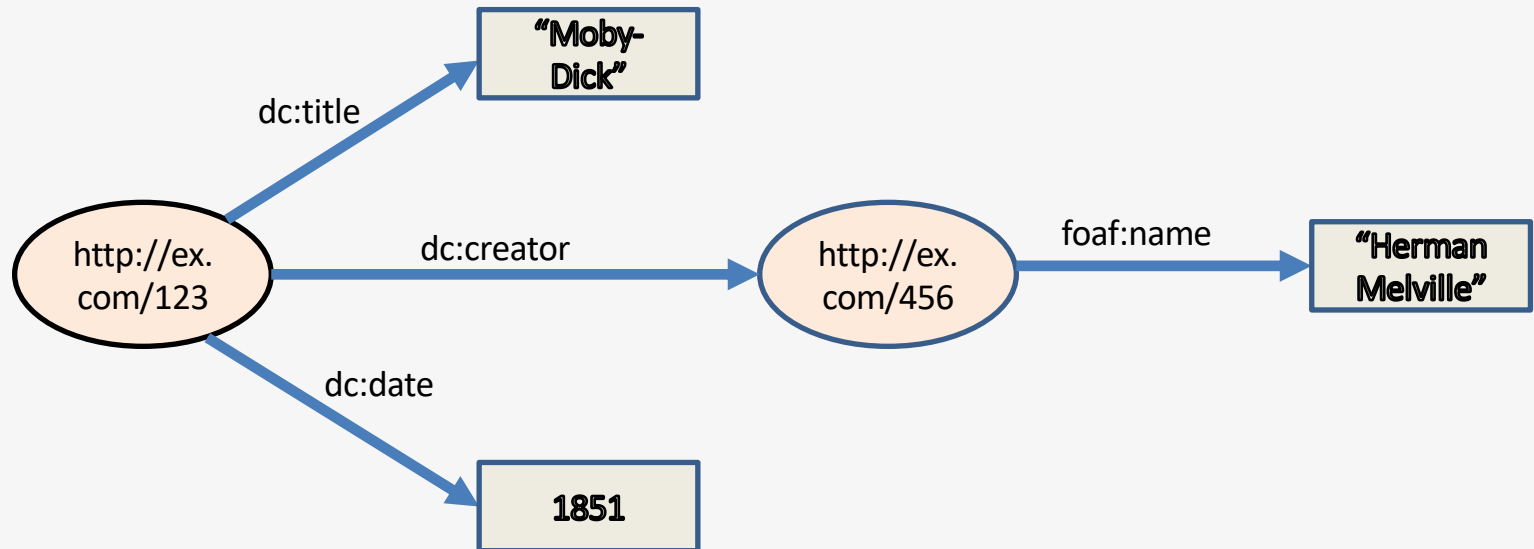 “Moby-
Dick”
dc:title
http://ex.
com/123
dc:creator
http://ex.
com/456
foaf:name
“Herman
Melville”
dc:date
1851